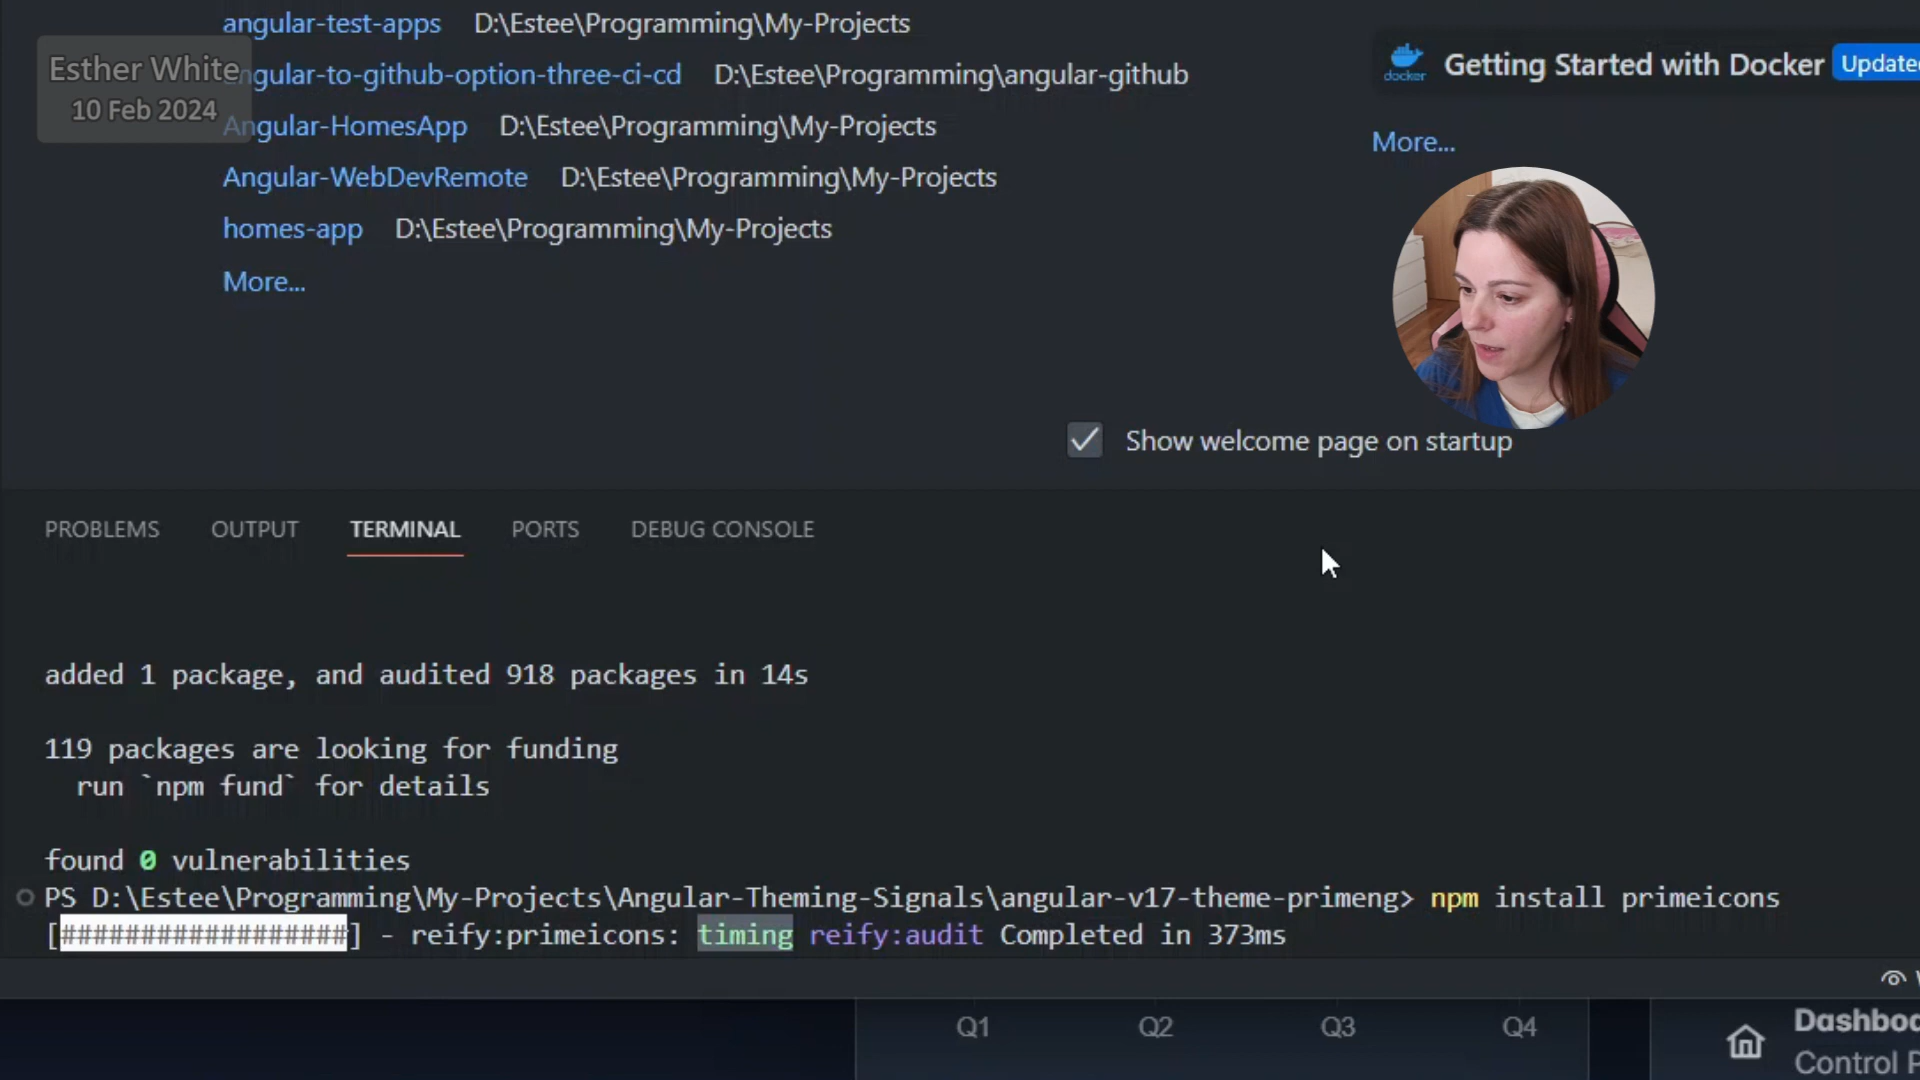 angular-test-apps D:\Estee\Programming\My-Projects
Esther White
10 Feb 2024
ngular-to-github-option-three-ci-cd D:\Estee\Programming\angular-github
Angular-HomesApp D:\Estee\Programming\My-Projects
Angular-WebDevRemote D:\Estee\Programming\My-Projects
homes-app D:\Estee\Programming\My-Projects
More...
docker
Getting Started with Docker Update
More...
Show welcome page on startup
PROBLEMS OUTPUT TERMINAL PORTS DEBUG CONSOLE
added 1 package, and audited 918 packages in 14s
119 packages are looking for funding
run `npm fund` for details
found 0 vulnerabilities
PS D:\Estee\Programming\My-Projects\Angular-Theming-Signals\angular-v17-theme-primeng> npm install primeicons
[##################] - reify:primeicons: timing reify:audit Completed in 373ms
Q1 Q2 Q3 Q4
Dashbo
Control P